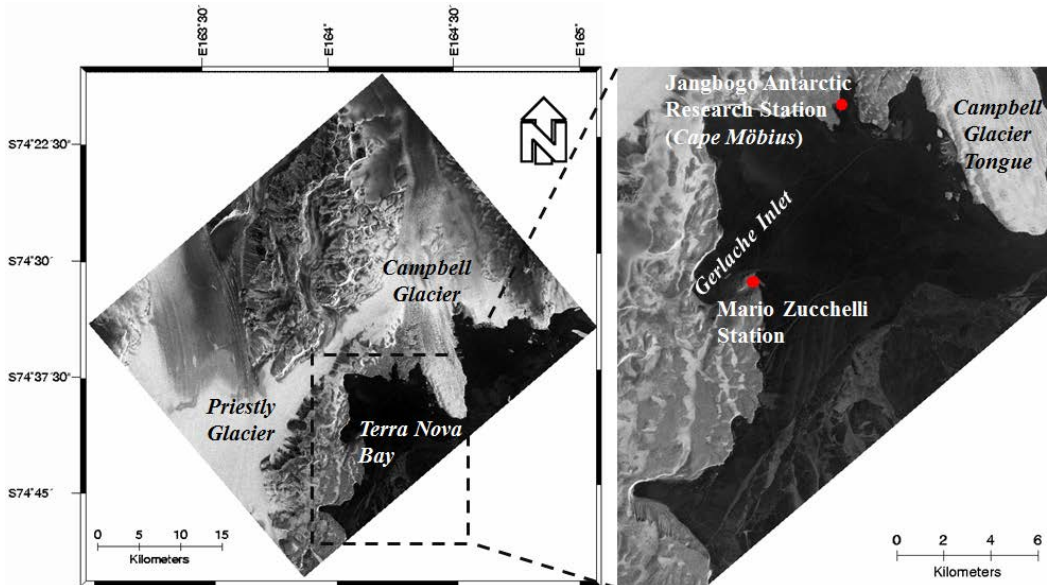 E163°30'
E164°
E164°30'
E165°
S74°22'30'
S74°30'
S74°37'30'
S74°45'
N
Campbell
Glacier
Priestly
Glacier
Terra Nova
Bay
0 5 10 15
Kilometers
Jangbogo Antarctic
Research Station
(Cape Möbius)
Campbell
Glacier
Tongue
Gerlache Inlet
Mario Zucchelli
Station
0 2 4 6
Kilometers